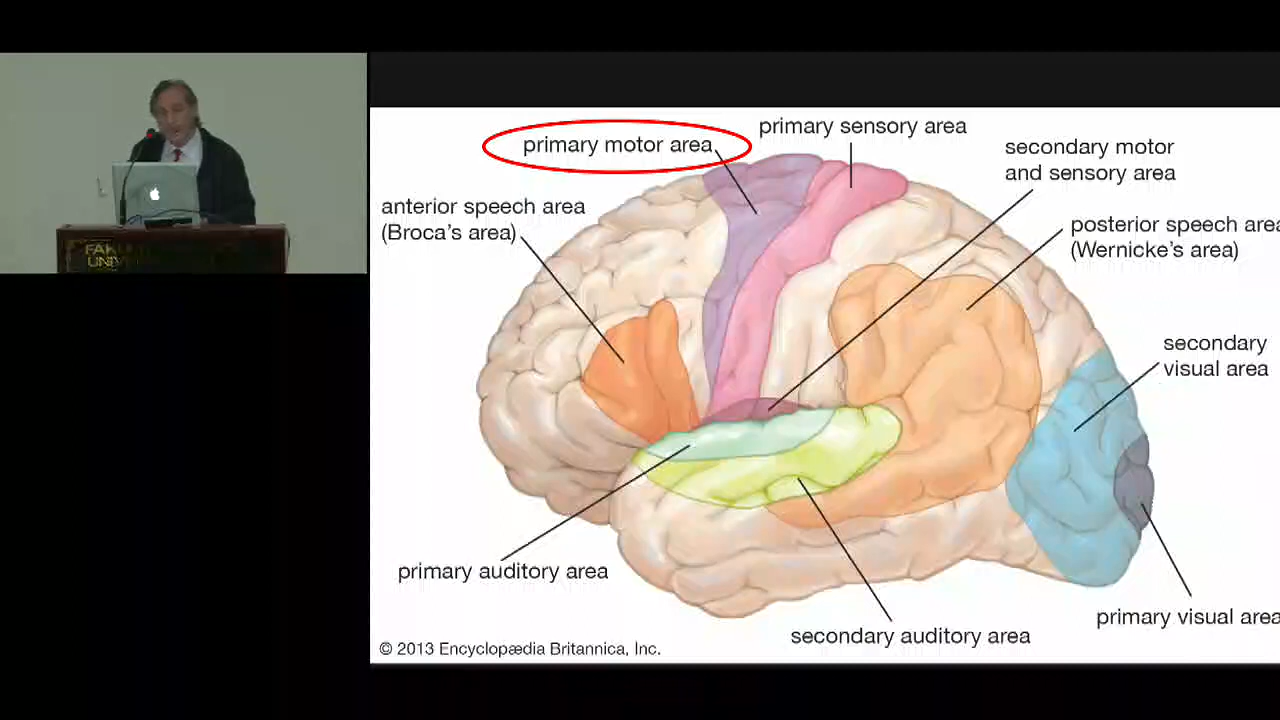 primary motor area
primary sensory area
secondary motor
and sensory area
anterior speech area
(Broca's area)
posterior speech area
(Wernicke's area)
secondary
visual area
primary auditory area
primary visual area
secondary auditory area
© 2013 Encyclopædia Britannica, Inc.